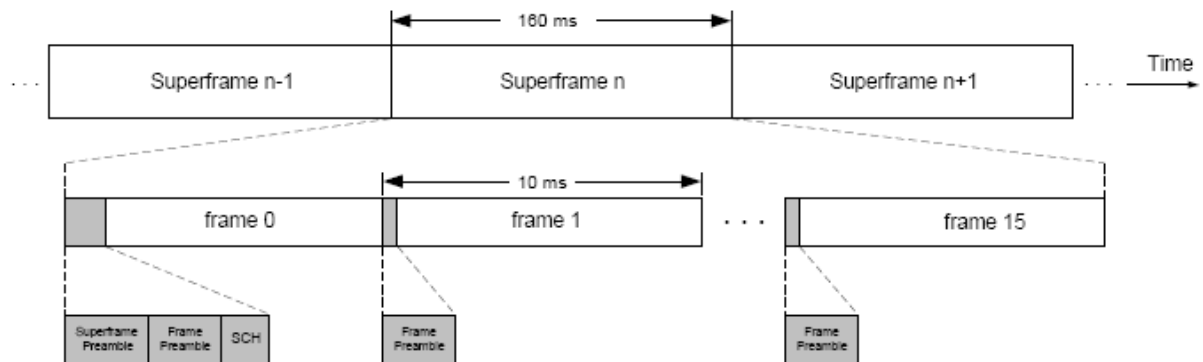 160 ms
. . . Superframe n-1 Superframe n Superframe n+1 . . . Time
10 ms
frame 0 frame 1 . . . frame 15
Superframe Preamble Frame Preamble SCH Frame Preamble Frame Preamble